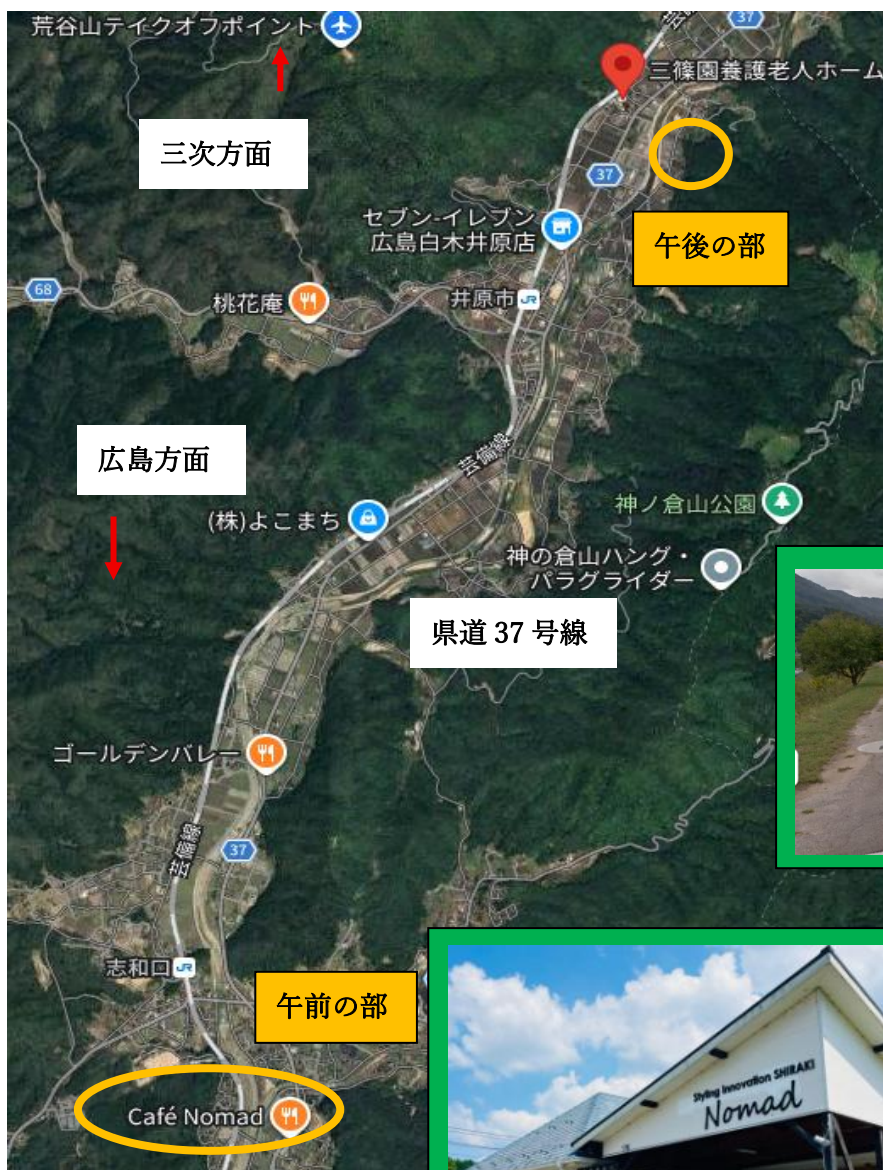 荒谷山テイクオフポイント
37
三篠園養護老人ホーム
三次方面
37
セブン-イレブン
広島白木井原店
午後の部
68
桃花庵
井原市
JR
広島方面
芸備線
(株)よこまち
神ノ倉山公園
神の倉山ハング・
パラグライダー
県道 37 号線
ゴールデンバレー
芸備線
37
志和口
JR
午前の部
Café Nomad
Styling Innovation SHIRAKI
Nomad